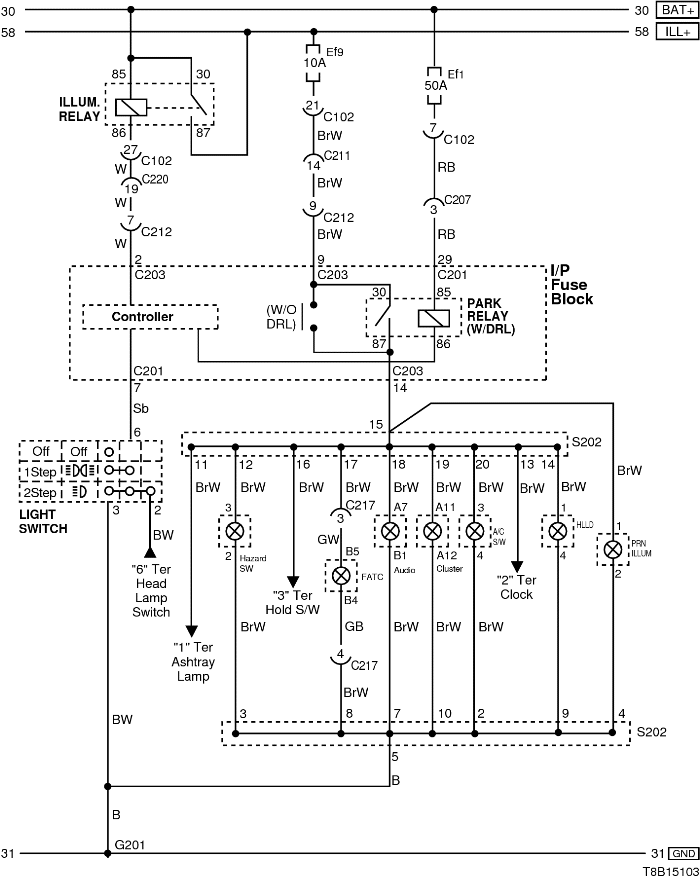 30 30 BAT+
58 58 ILL+
Ef9
10A
Ef1
50A
85 30
ILLUM.
RELAY
86 87
27 C102
W
C220
19
W
7
C212
W
2
C203
21
C102
BrW
C211
14
BrW
9
C212
BrW
9
C203
7
C102
RB
C207
3
RB
29
C201
I/P
Fuse
Block
Controller
(W/O
DRL)
30 85
PARK
RELAY
(W/DRL)
87 86
C201
7
C203
14
Sb
6
15
S202
Off Off
1Step
2Step
LIGHT
SWITCH
3 2
BW
"6" Ter
Head
Lamp
Switch
11 12 16 17 18 19 20 13 14
BrW BrW BrW BrW BrW BrW BrW BrW BrW
BrW
3
2
Hazard
SW
C217
3
GW
B5
FATC
B4
GB
4
C217
BrW
A7
B1
Audio
A11
A12
Cluster
3
A/C
S/W
4
1
HLLD
4
1
PRN
ILLUM
2
"3" Ter
Hold S/W
"2" Ter
Clock
"1" Ter
Ashtray
Lamp
BrW BrW BrW BrW BrW
BW
3 8 7 10 2 9 4
S202
5
B
B
G201
31 31 GND
T8B15103